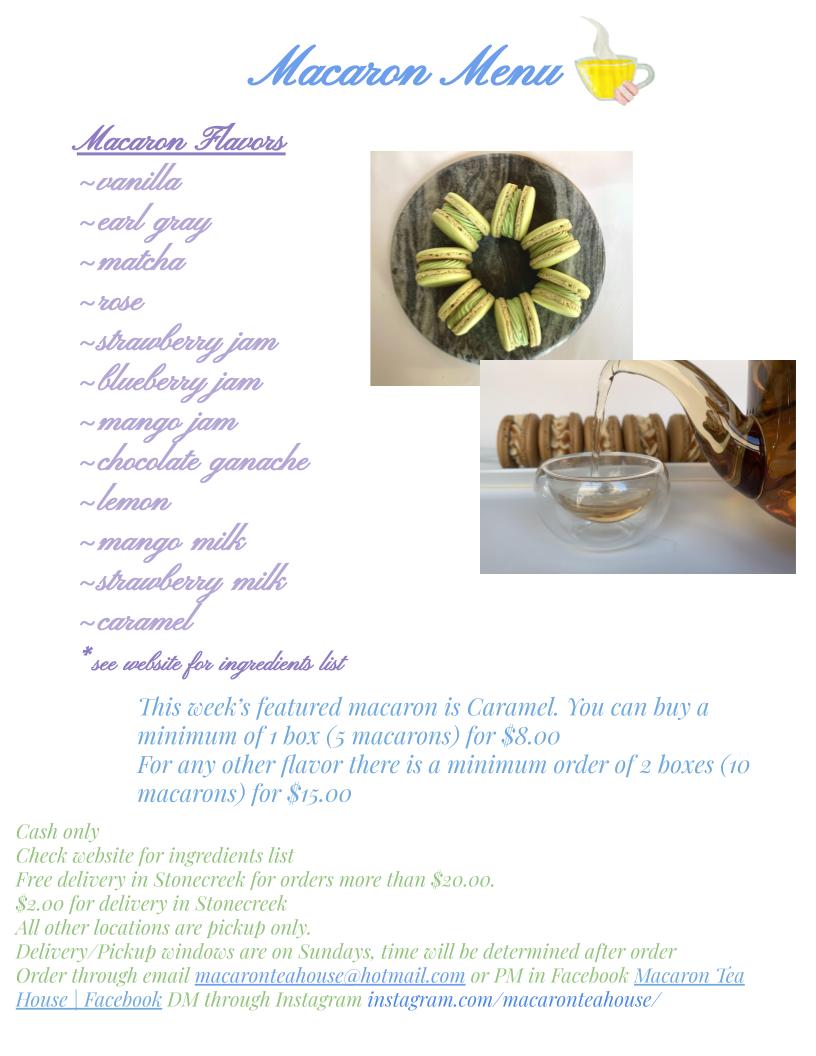 Macaron Menu
Macaron Flavors
~vanilla
~earl gray
~matcha
~rose
~strawberry jam
~blueberry jam
~mango jam
~chocolate ganache
~lemon
~mango milk
~strawberry milk
~caramel
*see website for ingredients list
This week's featured macaron is Caramel. You can buy a
minimum of 1 box (5 macarons) for $8.00
For any other flavor there is a minimum order of 2 boxes (10
macarons) for $15.00
Cash only
Check website for ingredients list
Free delivery in Stonecreek for orders more than $20.00.
$2.00 for delivery in Stonecreek
All other locations are pickup only.
Delivery/Pickup windows are on Sundays, time will be determined after order
Order through email macaronteahouse@hotmail.com or PM in Facebook Macaron Tea
House | Facebook DM through Instagram instagram.com/macaronteahouse/